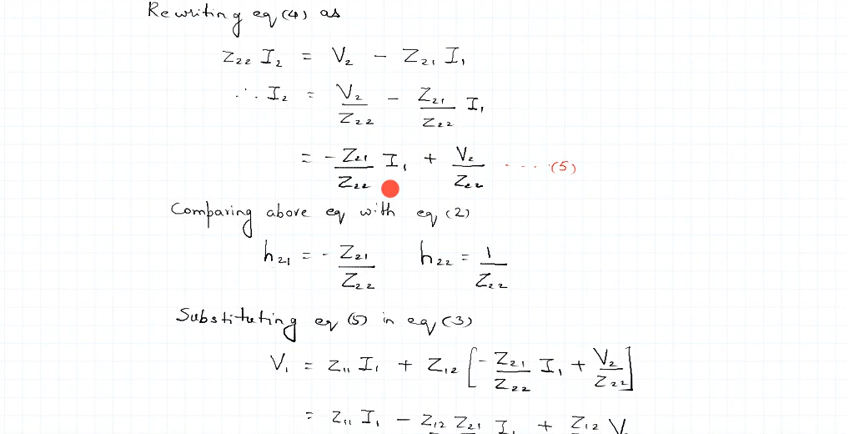 Rewriting eq (4) as
Z₂₂ I₂ = V₂ - Z₂₁ I₁
∴ I₂ = V₂/Z₂₂ - Z₂₁/Z₂₂ I₁
= -Z₂₁/Z₂₂ I₁ + V₂/Z₂₂ ---- (5)
Comparing above eq with eq (2)
h₂₁ = - Z₂₁/Z₂₂ h₂₂ = 1/Z₂₂
Substituting eq (5) in eq (3)
V₁ = Z₁₁ I₁ + Z₁₂ [-Z₂₁/Z₂₂ I₁ + V₂/Z₂₂]
= Z₁₁ I₁ - Z₁₂ Z₂₁ I₁ + Z₁₂ V